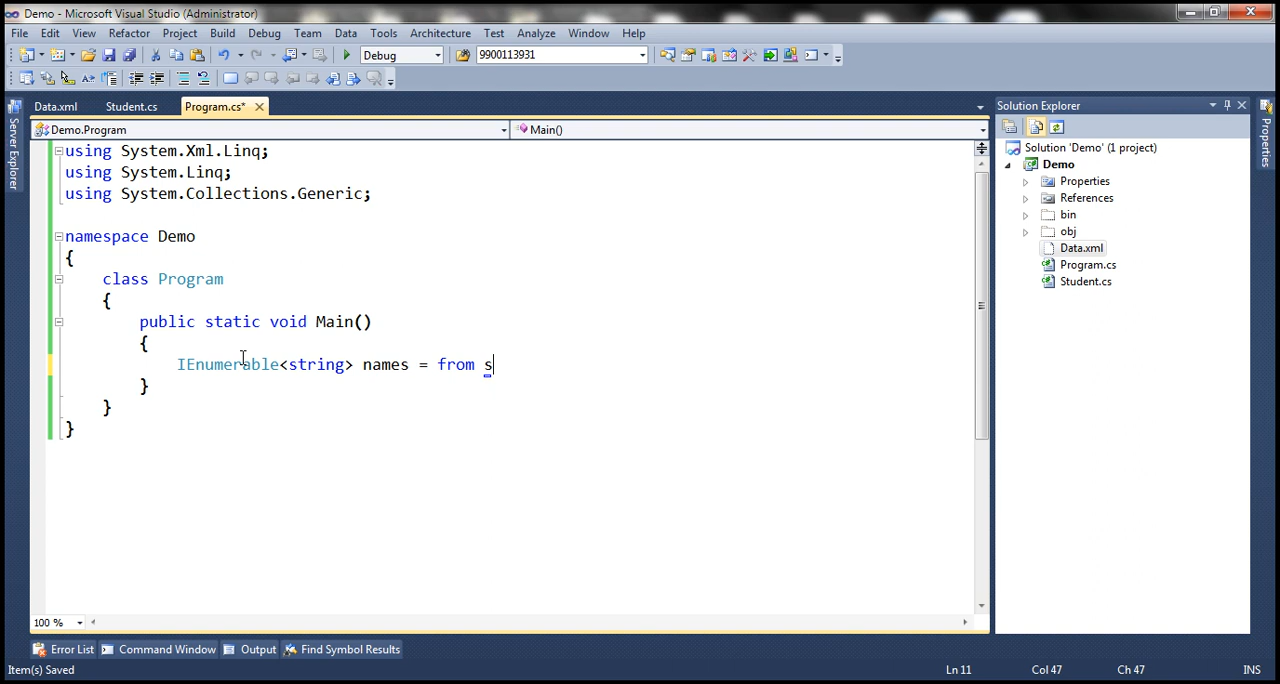 Demo - Microsoft Visual Studio (Administrator)
File Edit View Refactor Project Build Debug Team Data Tools Architecture Test Analyze Window Help
Debug 9900113931
Data.xml Student.cs Program.cs*
Demo.Program Main()
using System.Xml.Linq;
using System.Linq;
using System.Collections.Generic;
namespace Demo
{
class Program
{
public static void Main()
{
IEnumerable<string> names = from s
}
}
}
100 %
Server Explorer
Solution Explorer
Solution 'Demo' (1 project)
Demo
Properties
References
bin
obj
Data.xml
Program.cs
Student.cs
Properties
Error List Command Window Output Find Symbol Results
Item(s) Saved Ln 11 Col 47 Ch 47 INS